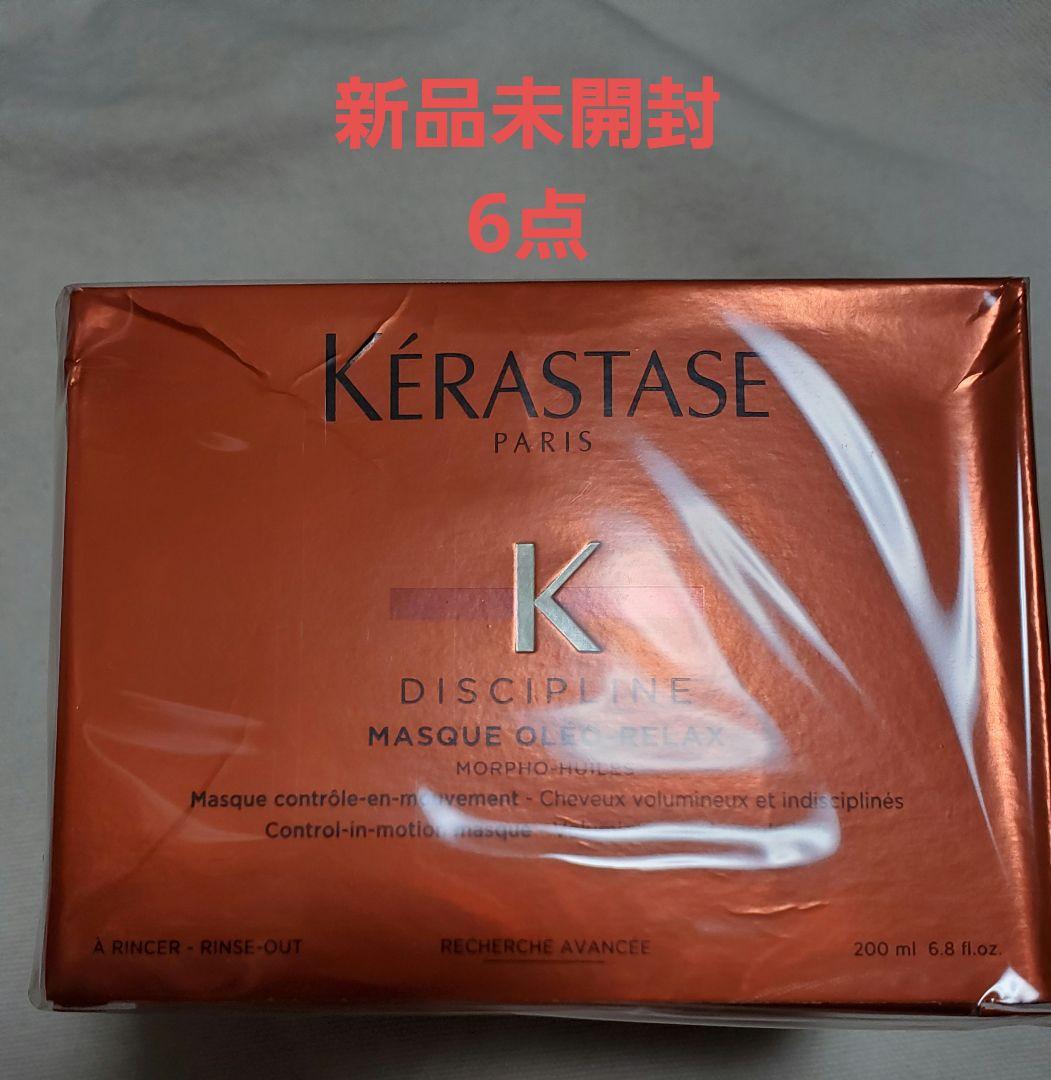 新品未開封
6点
KÉRASTASE
PARIS
K
DISCIPLINE
MASQUE OLÉO-RELAX
MORPHO-HUILES
Masque contrôle-en-mouvement - Cheveux volumineux et indisciplinés
Control-in-motion masque -
À RINCER - RINSE-OUT
RECHERCHE AVANCÉE
200 ml 6.8 fl.oz.